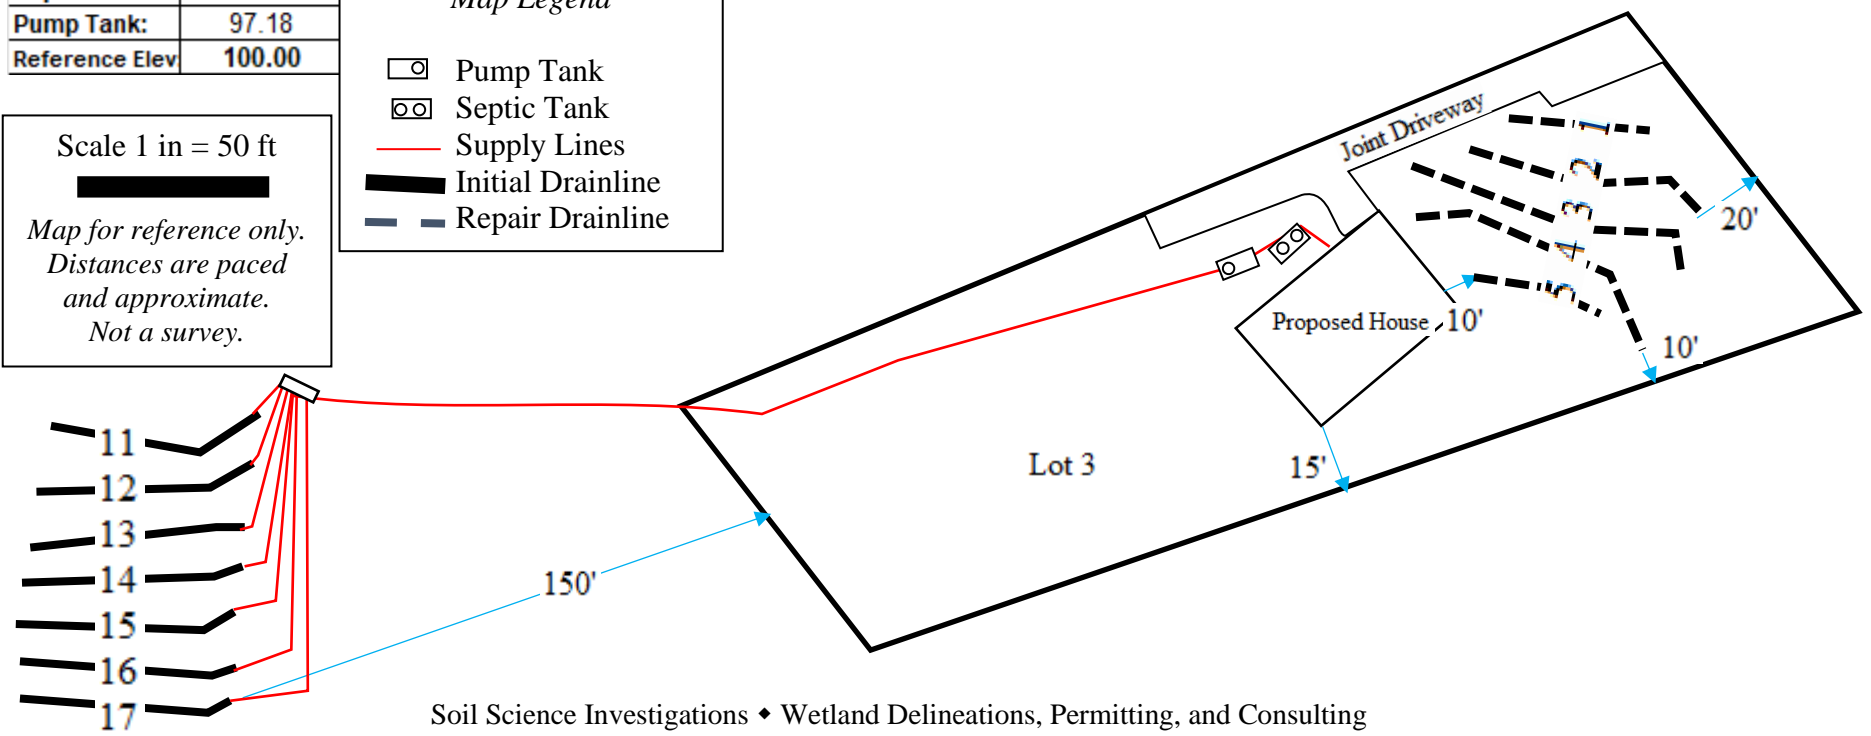 Map Legend
Pump Tank: 97.18
Reference Elev 100.00
Pump Tank
Septic Tank
Supply Lines
Initial Drainline
Repair Drainline
Scale 1 in = 50 ft
Map for reference only.
Distances are paced
and approximate.
Not a survey.
Joint Driveway
1
2
3
4
5
20'
10'
10'
Proposed House
15'
Lot 3
150'
11
12
13
14
15
16
17
Soil Science Investigations ◆ Wetland Delineations, Permitting, and Consulting